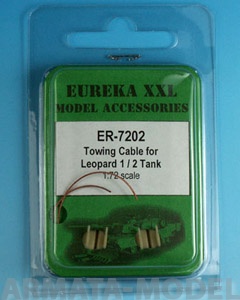 EUREKA XXL
MODEL ACCESSORIES
ER-7202
Towing Cable for
Leopard 1 / 2 Tank
1:72 scale
ARMATA MODEL